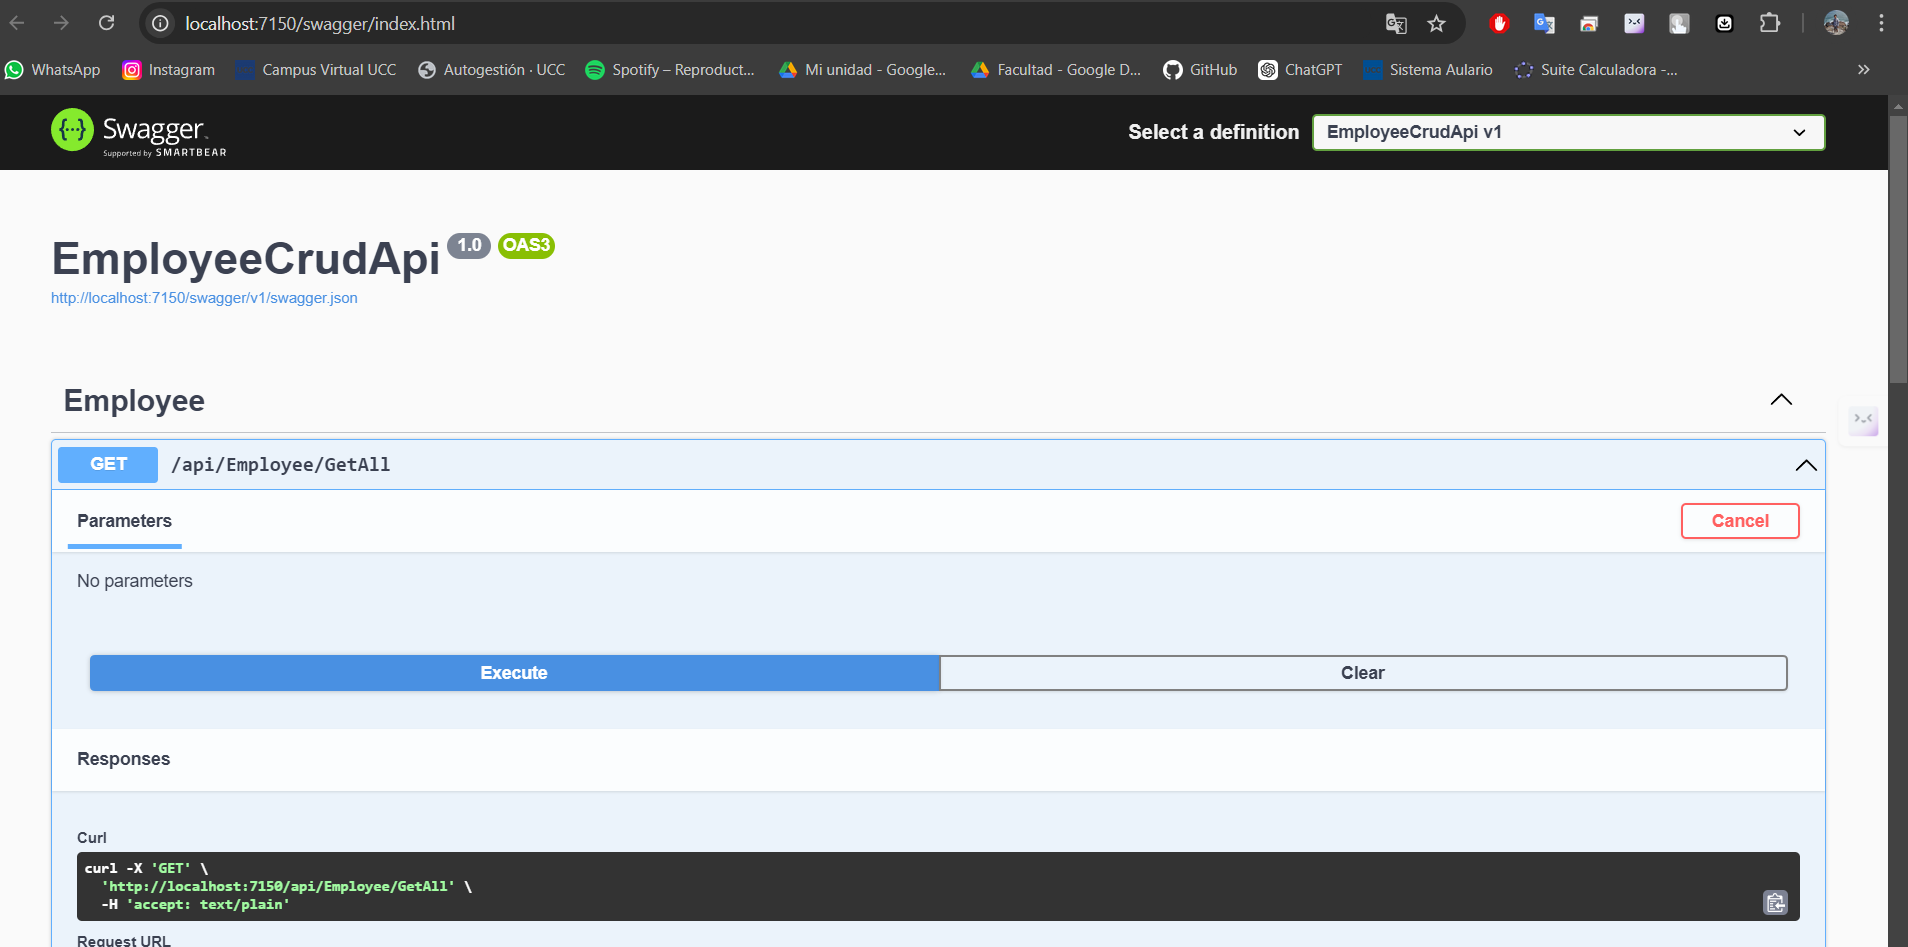 localhost:7150/swagger/index.html
WhatsApp Instagram Campus Virtual UCC Autogestión · UCC Spotify – Reproduct... Mi unidad - Google... Facultad - Google D... GitHub ChatGPT Sistema Aulario Suite Calculadora -... »
Swagger
Supported by SMARTBEAR
Select a definition EmployeeCrudApi v1
EmployeeCrudApi 1.0 OAS3
http://localhost:7150/swagger/v1/swagger.json
Employee
GET /api/Employee/GetAll
Parameters Cancel
No parameters
Execute Clear
Responses
Curl
curl -X 'GET' \
'http://localhost:7150/api/Employee/GetAll' \
-H 'accept: text/plain'
Request URL